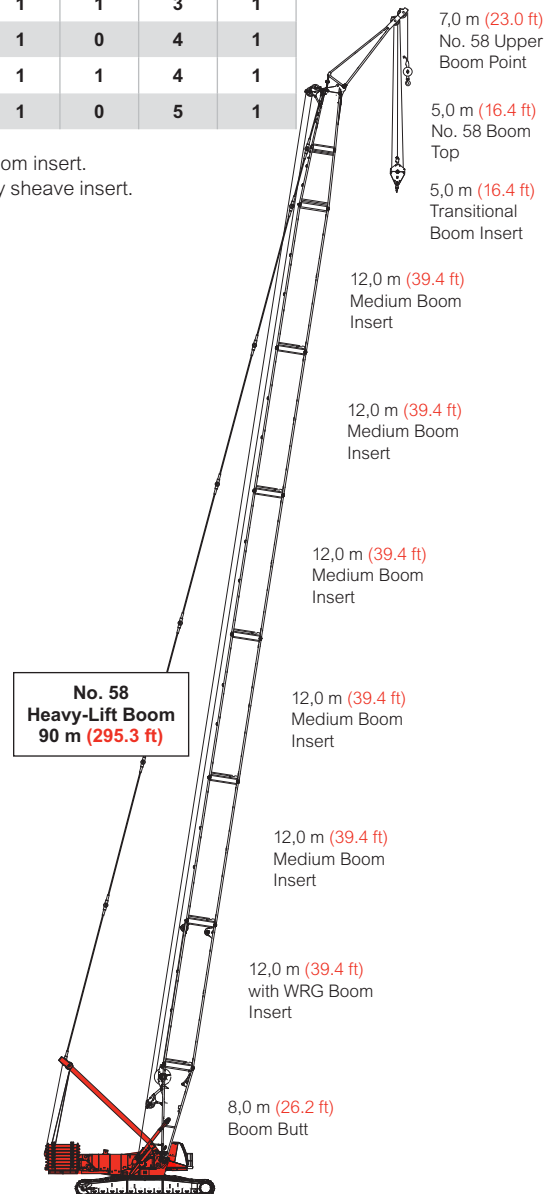 1 1 3 1
1 0 4 1
1 1 4 1
1 0 5 1
om insert.
y sheave insert.
7,0 m (23.0 ft)
No. 58 Upper
Boom Point
5,0 m (16.4 ft)
No. 58 Boom
Top
5,0 m (16.4 ft)
Transitional
Boom Insert
12,0 m (39.4 ft)
Medium Boom
Insert
12,0 m (39.4 ft)
Medium Boom
Insert
12,0 m (39.4 ft)
Medium Boom
Insert
No. 58
Heavy-Lift Boom
90 m (295.3 ft)
12,0 m (39.4 ft)
Medium Boom
Insert
12,0 m (39.4 ft)
Medium Boom
Insert
12,0 m (39.4 ft)
with WRG Boom
Insert
8,0 m (26.2 ft)
Boom Butt